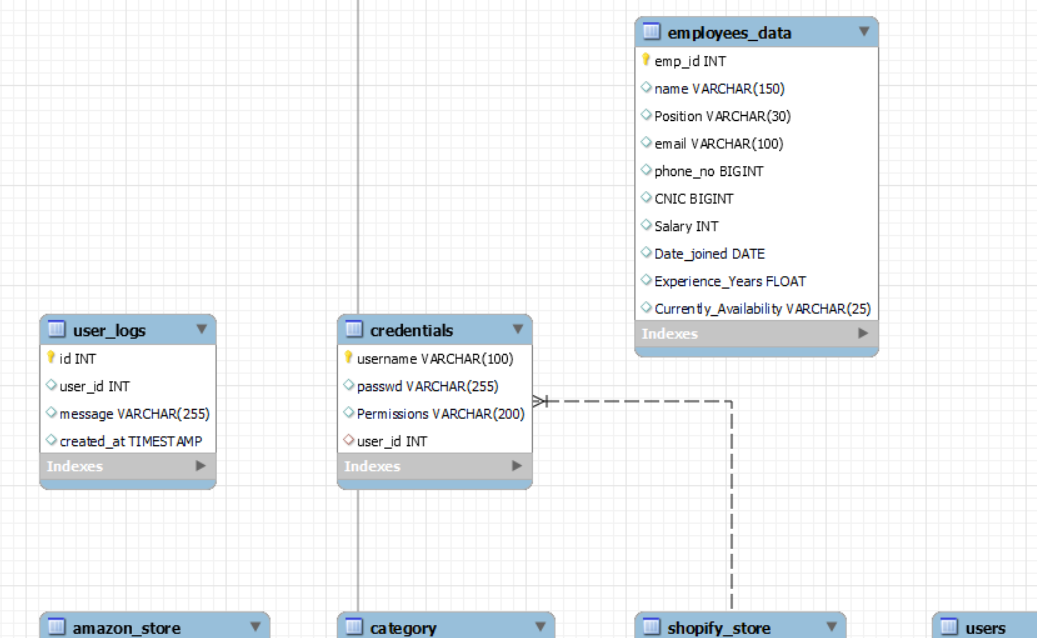 employees_data
emp_id INT
name VARCHAR(150)
Position VARCHAR(30)
email VARCHAR(100)
phone_no BIGINT
CNIC BIGINT
Salary INT
Date_joined DATE
Experience_Years FLOAT
Currently_Availability VARCHAR(25)
Indexes
user_logs
id INT
user_id INT
message VARCHAR(255)
created_at TIMESTAMP
Indexes
credentials
username VARCHAR(100)
passwd VARCHAR(255)
Permissions VARCHAR(200)
user_id INT
Indexes
amazon_store
category
shopify_store
users